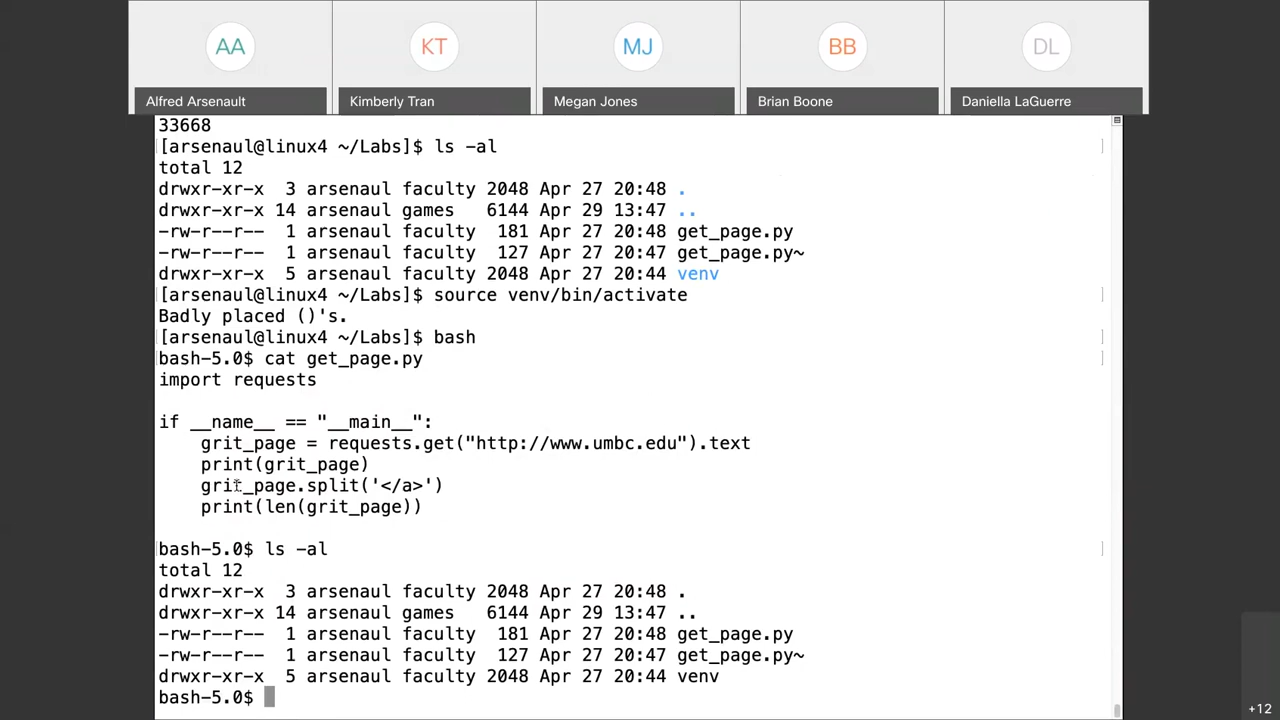 AA
KT
MJ
BB
DL
Alfred Arsenault
Kimberly Tran
Megan Jones
Brian Boone
Daniella LaGuerre
33668
[arsenaul@linux4 ~/Labs]$ ls -al
total 12
drwxr-xr-x  3 arsenaul faculty 2048 Apr 27 20:48 .
drwxr-xr-x 14 arsenaul games   6144 Apr 29 13:47 ..
-rw-r--r--  1 arsenaul faculty  181 Apr 27 20:48 get_page.py
-rw-r--r--  1 arsenaul faculty  127 Apr 27 20:47 get_page.py~
drwxr-xr-x  5 arsenaul faculty 2048 Apr 27 20:44 venv
[arsenaul@linux4 ~/Labs]$ source venv/bin/activate
Badly placed ()'s.
[arsenaul@linux4 ~/Labs]$ bash
bash-5.0$ cat get_page.py
import requests
if __name__ == "__main__":
    grit_page = requests.get("http://www.umbc.edu").text
    print(grit_page)
    grit_page.split('</a>')
    print(len(grit_page))
bash-5.0$ ls -al
total 12
drwxr-xr-x  3 arsenaul faculty 2048 Apr 27 20:48 .
drwxr-xr-x 14 arsenaul games   6144 Apr 29 13:47 ..
-rw-r--r--  1 arsenaul faculty  181 Apr 27 20:48 get_page.py
-rw-r--r--  1 arsenaul faculty  127 Apr 27 20:47 get_page.py~
drwxr-xr-x  5 arsenaul faculty 2048 Apr 27 20:44 venv
bash-5.0$
+12